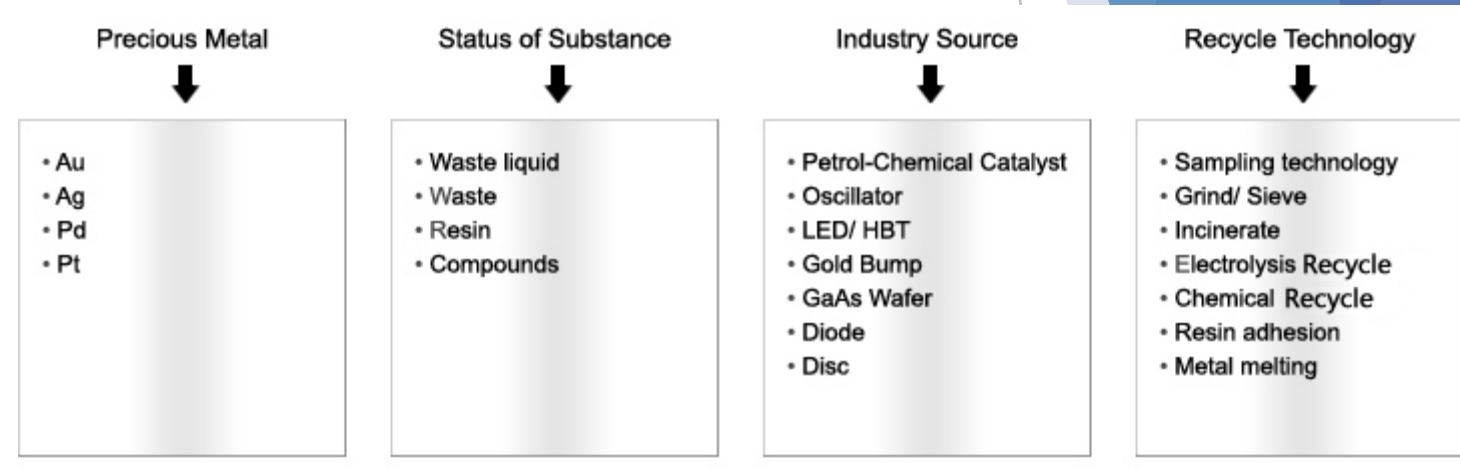 Precious Metal
• Au
• Ag
• Pd
• Pt
Status of Substance
• Waste liquid
• Waste
• Resin
• Compounds
Industry Source
• Petrol-Chemical Catalyst
• Oscillator
• LED/ HBT
• Gold Bump
• GaAs Wafer
• Diode
• Disc
Recycle Technology
• Sampling technology
• Grind/ Sieve
• Incinerate
• Electrolysis Recycle
• Chemical Recycle
• Resin adhesion
• Metal melting